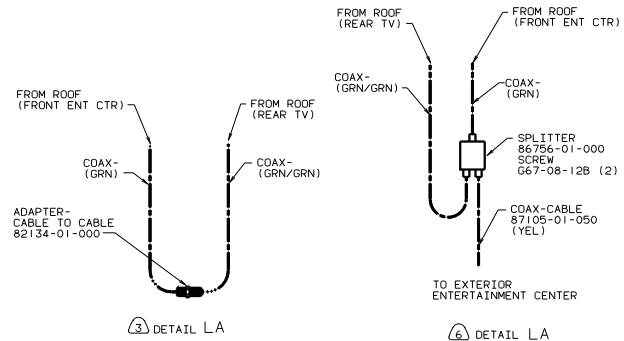 FROM ROOF
(FRONT ENT CTR)
FROM ROOF
(REAR TV)
COAX-
(GRN)
COAX-
(GRN/GRN)
ADAPTER-
CABLE TO CABLE
82134-01-000
3 DETAIL LA
FROM ROOF
(REAR TV)
FROM ROOF
(FRONT ENT CTR)
COAX-
(GRN/GRN)
COAX-
(GRN)
SPLITTER
86756-01-000
SCREW
G67-08-12B (2)
COAX-CABLE
87105-01-050
(YEL)
TO EXTERIOR
ENTERTAINMENT CENTER
6 DETAIL LA